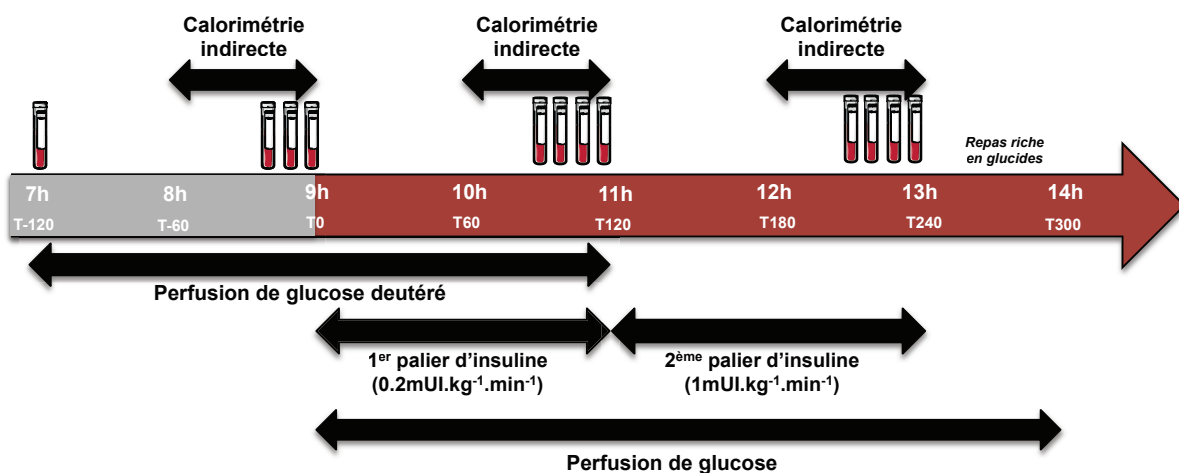 Calorimétrie
indirecte
Calorimétrie
indirecte
Calorimétrie
indirecte
Repas riche
en glucides
7h 8h 9h 10h 11h 12h 13h 14h
T-120 T-60 T0 T60 T120 T180 T240 T300
Perfusion de glucose deutéré
1er palier d'insuline
(0.2mUI.kg-1.min-1)
2ème palier d'insuline
(1mUI.kg-1.min-1)
Perfusion de glucose